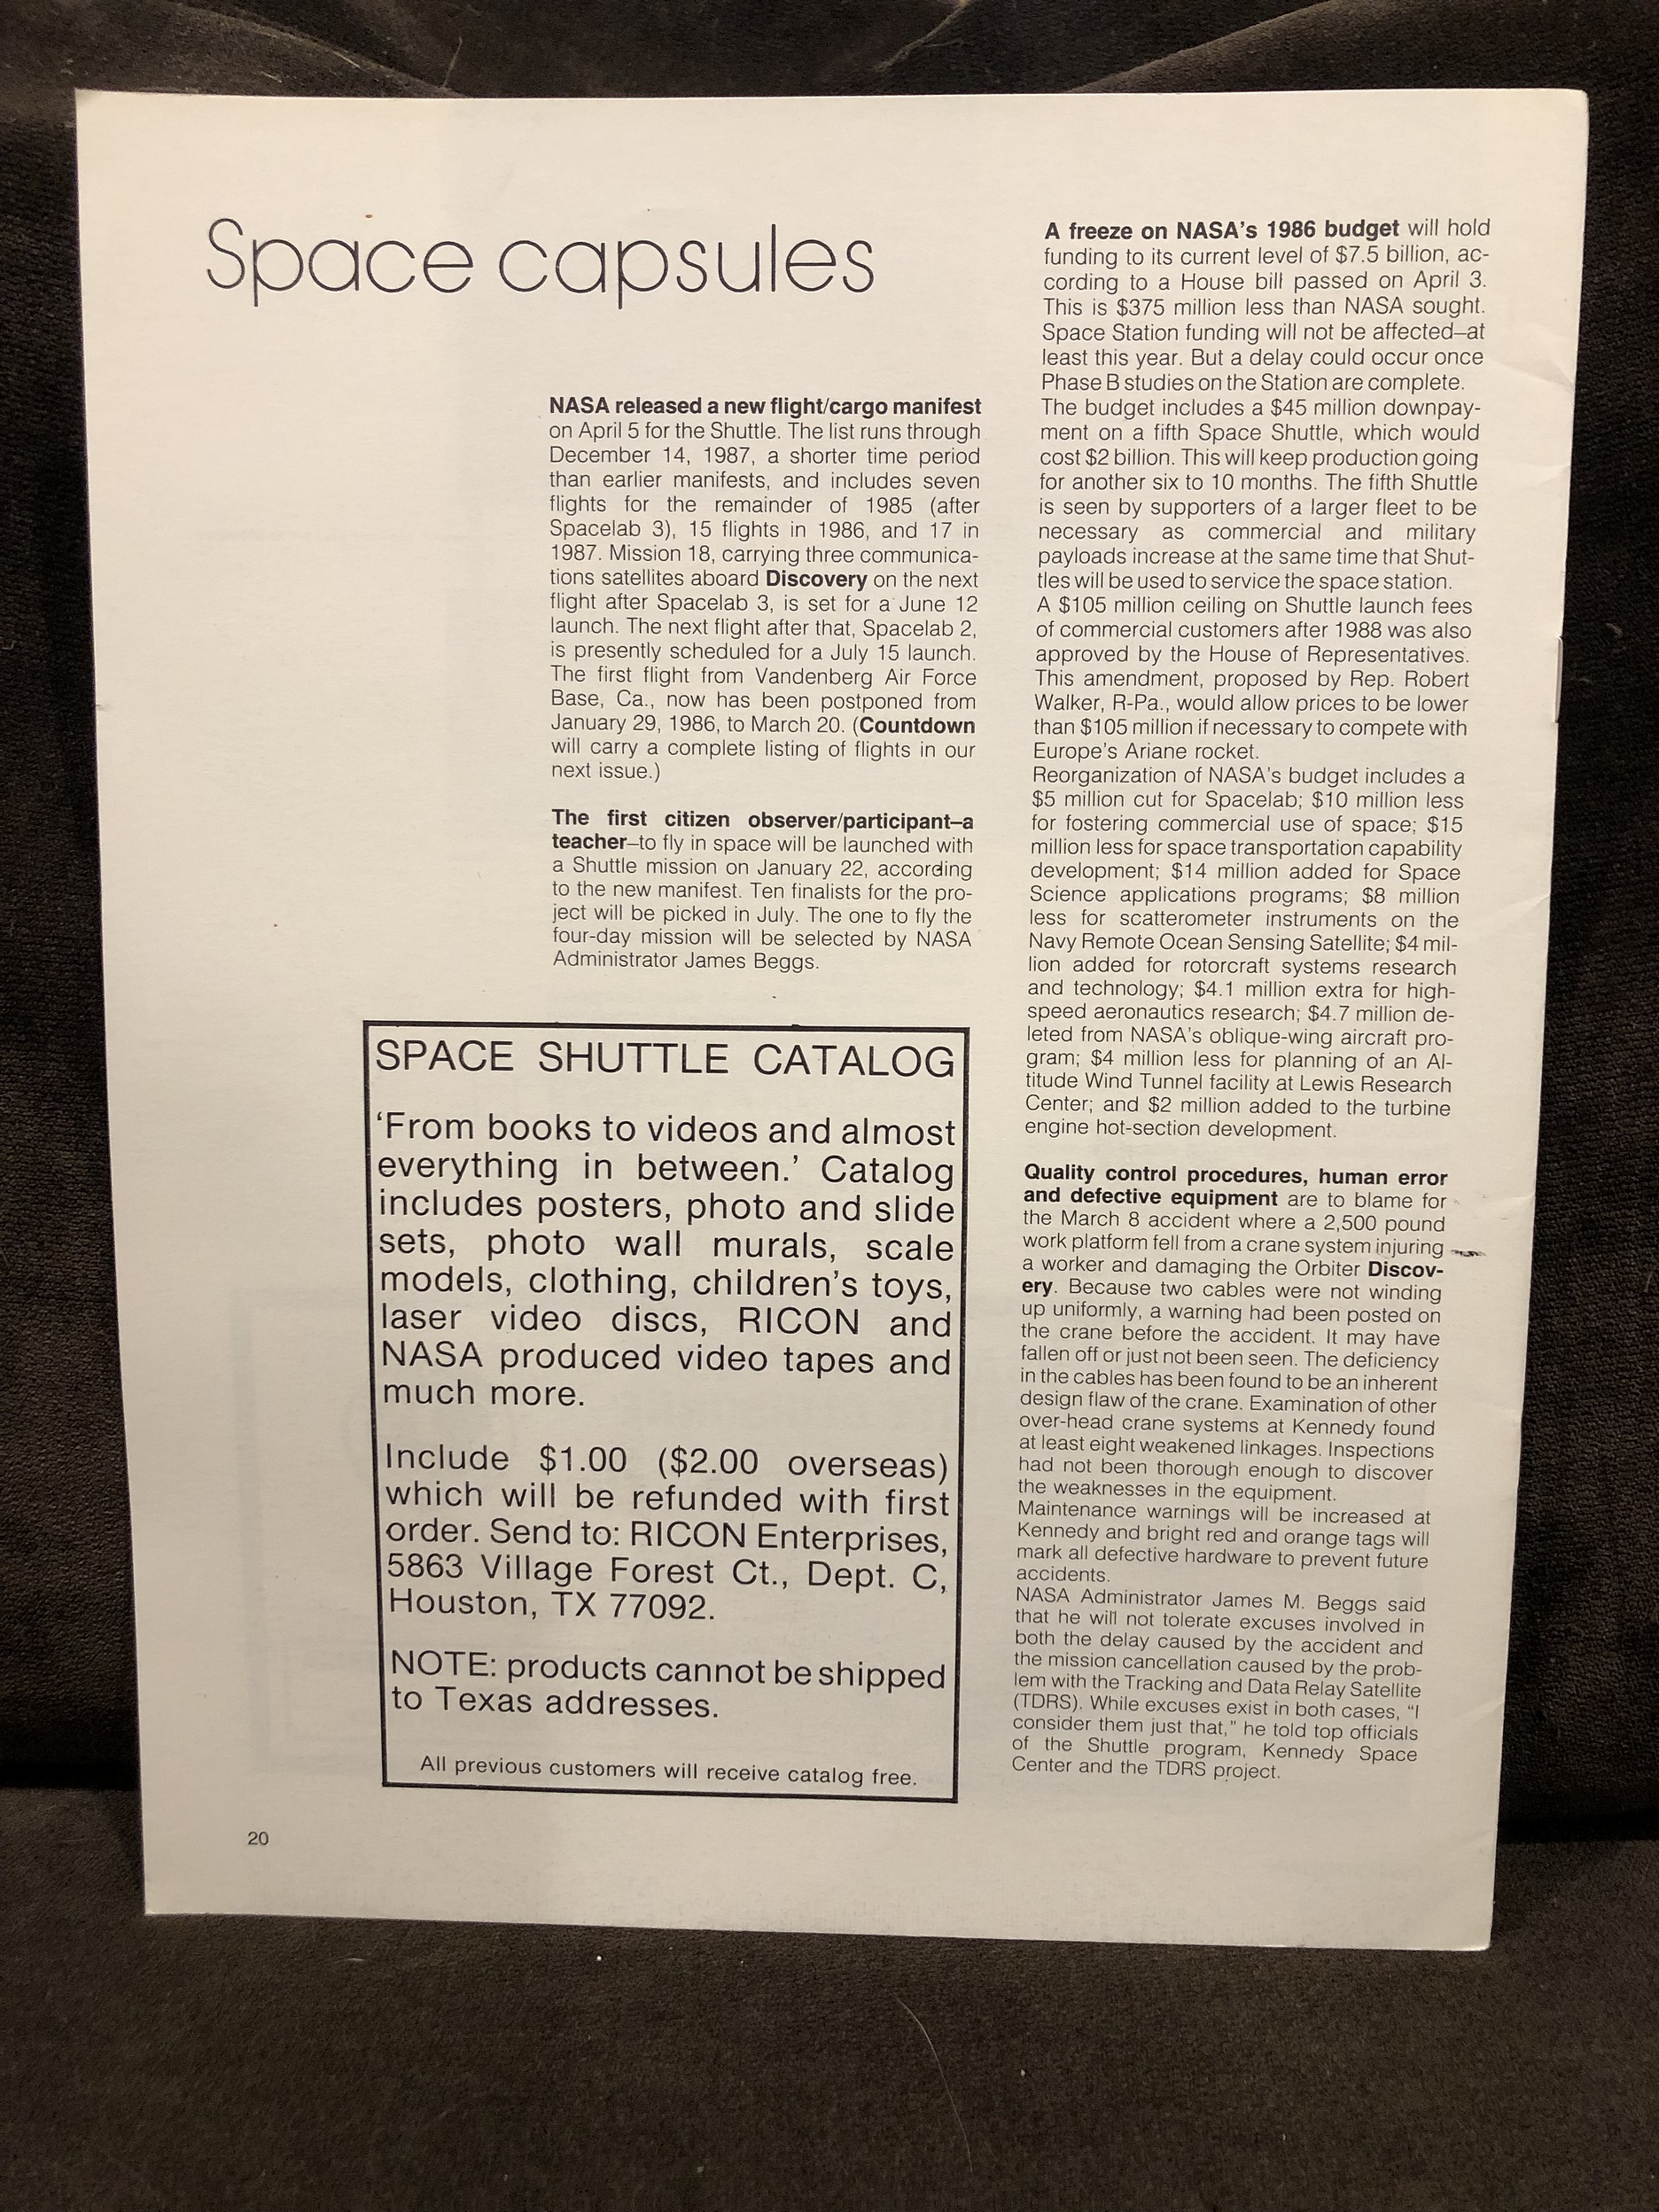 Space capsules
NASA released a new flight/cargo manifest
on April 5 for the Shuttle. The list runs through
December 14, 1987, a shorter time period
than earlier manifests, and includes seven
flights for the remainder of 1985 (after
Spacelab 3), 15 flights in 1986, and 17 in
1987. Mission 18, carrying three communica-
tions satellites aboard Discovery on the next
flight after Spacelab 3, is set for a June 12
launch. The next flight after that, Spacelab 2,
is presently scheduled for a July 15 launch.
The first flight from Vandenberg Air Force
Base, Ca., now has been postponed from
January 29, 1986, to March 20. (Countdown
will carry a complete listing of flights in our
next issue.)
The first citizen observer/participant–a
teacher–to fly in space will be launched with
a Shuttle mission on January 22, according
to the new manifest. Ten finalists for the pro-
ject will be picked in July. The one to fly the
four-day mission will be selected by NASA
Administrator James Beggs.
SPACE SHUTTLE CATALOG
‘From books to videos and almost
everything in between.’ Catalog
includes posters, photo and slide
sets, photo wall murals, scale
models, clothing, children’s toys,
laser video discs, RICON and
NASA produced video tapes and
much more.
Include $1.00 ($2.00 overseas)
which will be refunded with first
order. Send to: RICON Enterprises,
5863 Village Forest Ct., Dept. C,
Houston, TX 77092.
NOTE: products cannot be shipped
to Texas addresses.
All previous customers will receive catalog free.
A freeze on NASA’s 1986 budget will hold
funding to its current level of $7.5 billion, ac-
cording to a House bill passed on April 3.
This is $375 million less than NASA sought.
Space Station funding will not be affected–at
least this year. But a delay could occur once
Phase B studies on the Station are complete.
The budget includes a $45 million downpay-
ment on a fifth Space Shuttle, which would
cost $2 billion. This will keep production going
for another six to 10 months. The fifth Shuttle
is seen by supporters of a larger fleet to be
necessary as commercial and military
payloads increase at the same time that Shut-
tles will be used to service the space station.
A $105 million ceiling on Shuttle launch fees
of commercial customers after 1988 was also
approved by the House of Representatives.
This amendment, proposed by Rep. Robert
Walker, R-Pa., would allow prices to be lower
than $105 million if necessary to compete with
Europe’s Ariane rocket.
Reorganization of NASA’s budget includes a
$5 million cut for Spacelab; $10 million less
for fostering commercial use of space; $15
million less for space transportation capability
development; $14 million added for Space
Science applications programs; $8 million
less for scatterometer instruments on the
Navy Remote Ocean Sensing Satellite; $4 mil-
lion added for rotorcraft systems research
and technology; $4.1 million extra for high-
speed aeronautics research; $4.7 million de-
leted from NASA’s oblique-wing aircraft pro-
gram; $4 million less for planning of an Al-
titude Wind Tunnel facility at Lewis Research
Center; and $2 million added to the turbine
engine hot-section development.
Quality control procedures, human error
and defective equipment are to blame for
the March 8 accident where a 2,500 pound
work platform fell from a crane system injuring
a worker and damaging the Orbiter Discov-
ery. Because two cables were not winding
up uniformly, a warning had been posted on
the crane before the accident. It may have
fallen off or just not been seen. The deficiency
in the cables has been found to be an inherent
design flaw of the crane. Examination of other
over-head crane systems at Kennedy found
at least eight weakened linkages. Inspections
had not been thorough enough to discover
the weaknesses in the equipment.
Maintenance warnings will be increased at
Kennedy and bright red and orange tags will
mark all defective hardware to prevent future
accidents.
NASA Administrator James M. Beggs said
that he will not tolerate excuses involved in
both the delay caused by the accident and
the mission cancellation caused by the prob-
lem with the Tracking and Data Relay Satellite
(TDRS). While excuses exist in both cases, “I
consider them just that,” he told top officials
of the Shuttle program, Kennedy Space
Center and the TDRS project.
20